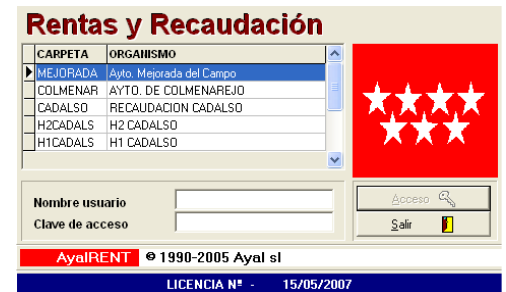 Rentas y Recaudación
CARPETA ORGANISMO
MEJORADA Ayto. Mejorada del Campo
COLMENAR AYTO. DE COLMENAREJO
CADALSO RECAUDACION CADALSO
H2CADALS H2 CADALSO
H1CADALS H1 CADALSO
Nombre usuario
Clave de acceso
Acceso
Salir
AyalRENT © 1990-2005 Ayal sl
LICENCIA Nº - 15/05/2007